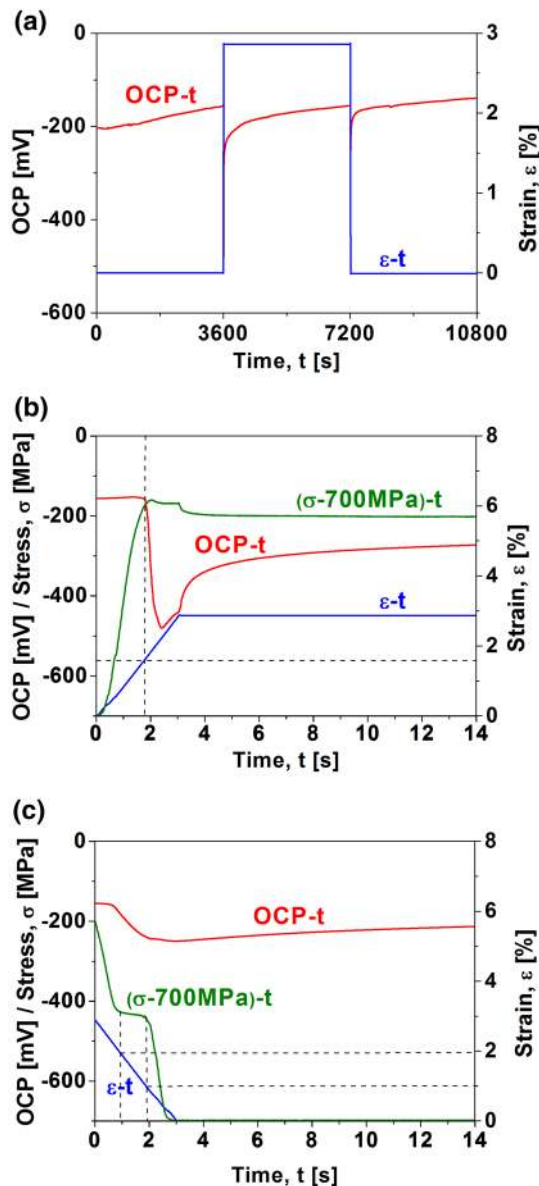 (a)
0
-200
-400
-600
OCP [mV]
OCP-t
ε-t
3
2
1
0
Strain, ε [%]
0 3600 7200 10800
Time, t [s]
(b)
0
-200
-400
-600
OCP [mV] / Stress, σ [MPa]
(σ-700MPa)-t
OCP-t
ε-t
8
6
4
2
0
Strain, ε [%]
0 2 4 6 8 10 12 14
Time, t [s]
(c)
0
-200
-400
-600
OCP [mV] / Stress, σ [MPa]
OCP-t
(σ-700MPa)-t
ε-t
8
6
4
2
0
Strain, ε [%]
0 2 4 6 8 10 12 14
Time, t [s]